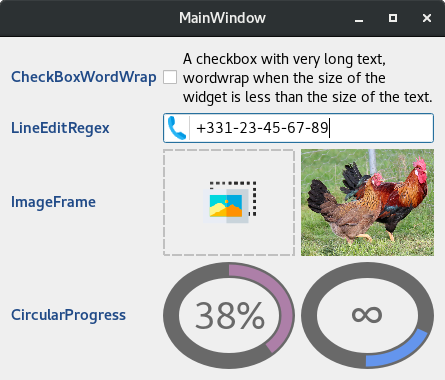 MainWindow
CheckBoxWordWrap
A checkbox with very long text,
wordwrap when the size of the
widget is less than the size of the text.
LineEditRegex
+331-23-45-67-89
ImageFrame
CircularProgress
38%
∞